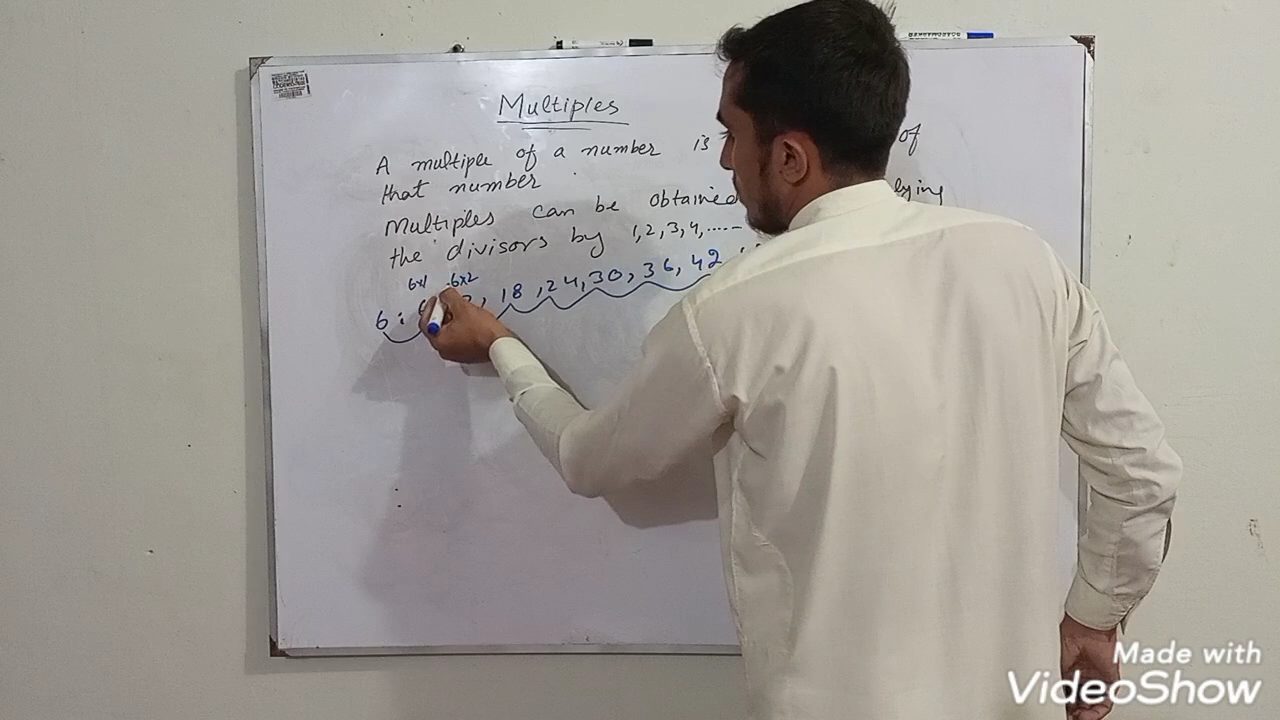 Multiples
A multiple of a number is of
that number
Multiples can be obtained lying
the divisors by 1,2,3,4,.....-
6x1 6x2
6: 18,24,30,36,42
Made with
VideoShow